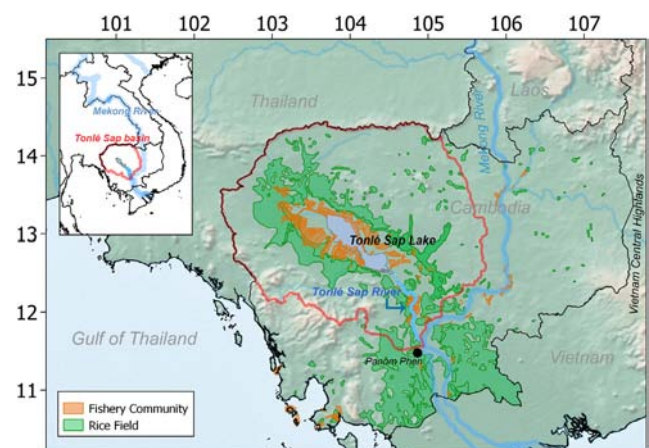 101 102 103 104 105 106 107
15
14
13
12
11
Mekong River
Tonlé Sap basin
Thailand
Laos
Mekong River
Cambodia
Tonlé Sap Lake
Tonlé Sap River
Vietnam Central Highlands
Gulf of Thailand
Panom Phen
Vietnam
Fishery Community
Rice Field